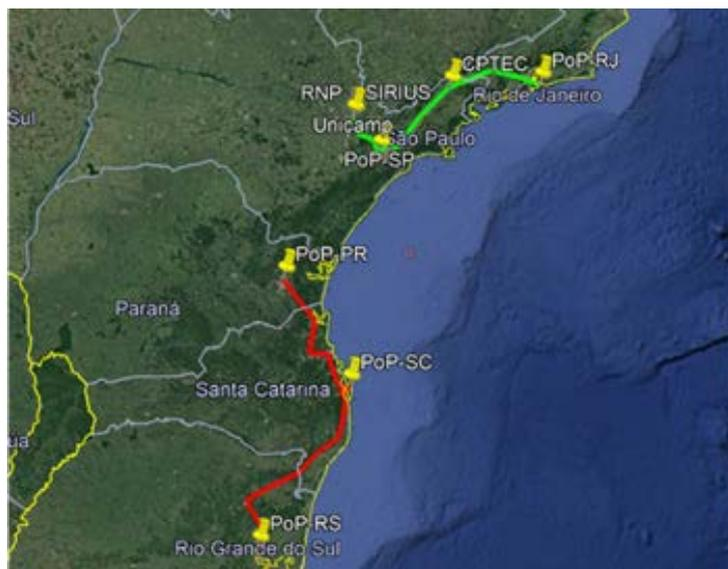 Sul
CPTEC
PoP-RJ
RNP
SIRIUS
Rio de Janeiro
Unicamp
São Paulo
PoP-SP
PoP-PR
Paraná
PoP-SC
Santa Catarina
úa
PoP-RS
Rio Grande do Sul